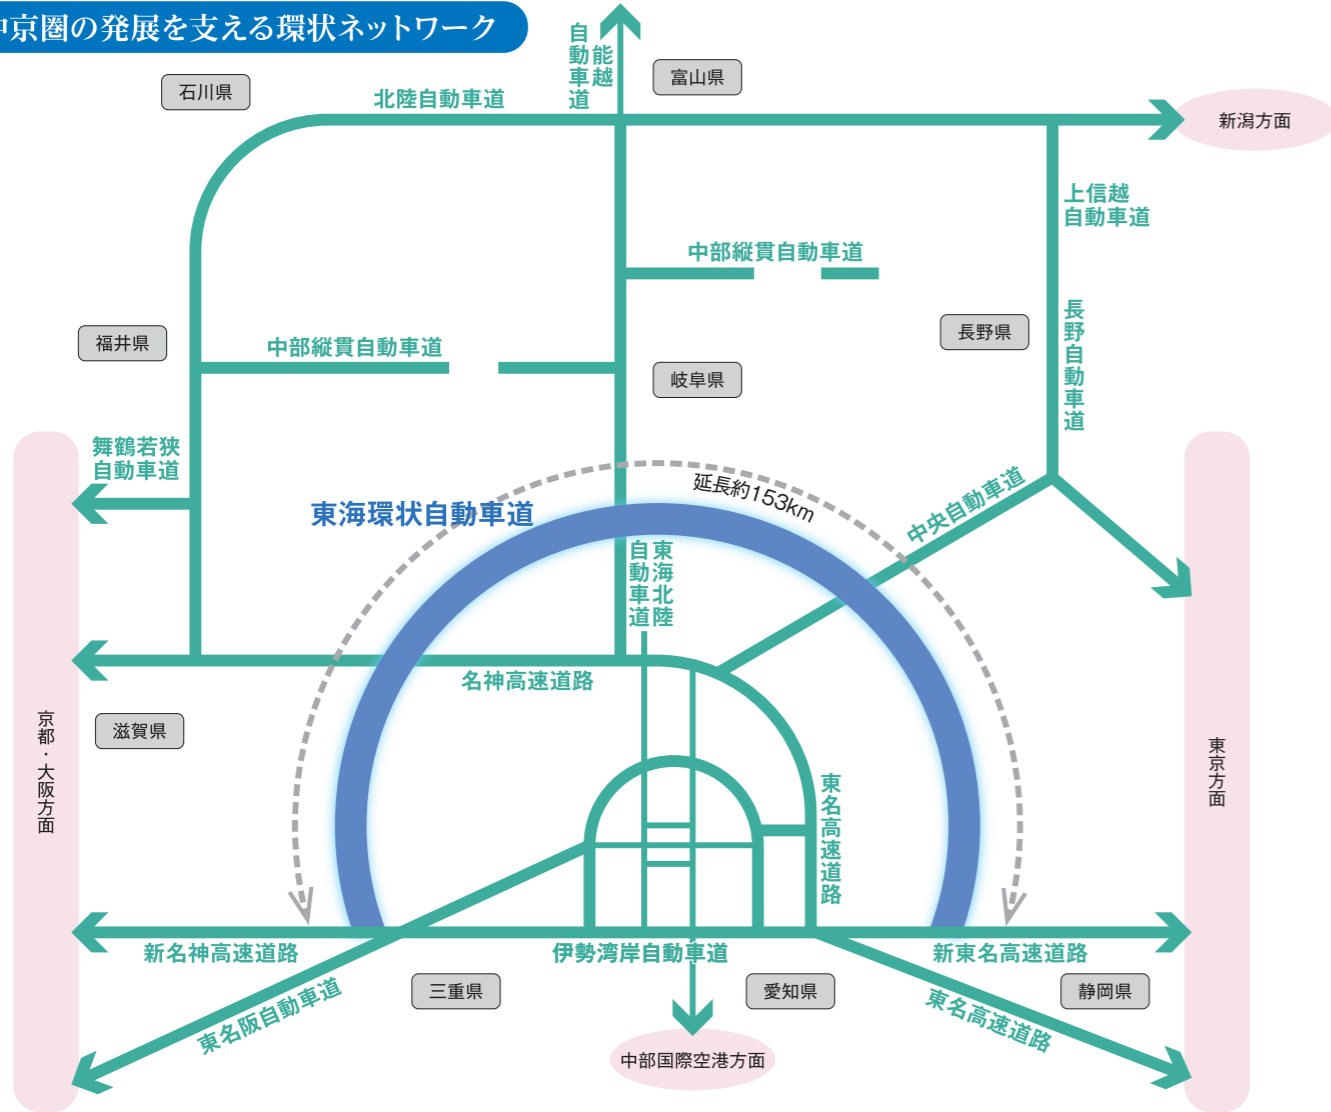 中京圏の発展を支える環状ネットワーク
能越
自動車道
富山県
石川県
北陸自動車道
新潟方面
上信越
自動車道
中部縦貫自動車道
長野自動車道
長野県
福井県
中部縦貫自動車道
岐阜県
舞鶴若狭
自動車道
東海環状自動車道
延長約153km
中央自動車道
東海北陸
自動車道
名神高速道路
滋賀県
京都・大阪方面
東京方面
東名高速道路
新名神高速道路
伊勢湾岸自動車道
新東名高速道路
三重県
愛知県
静岡県
東名阪自動車道
東名高速道路
中部国際空港方面